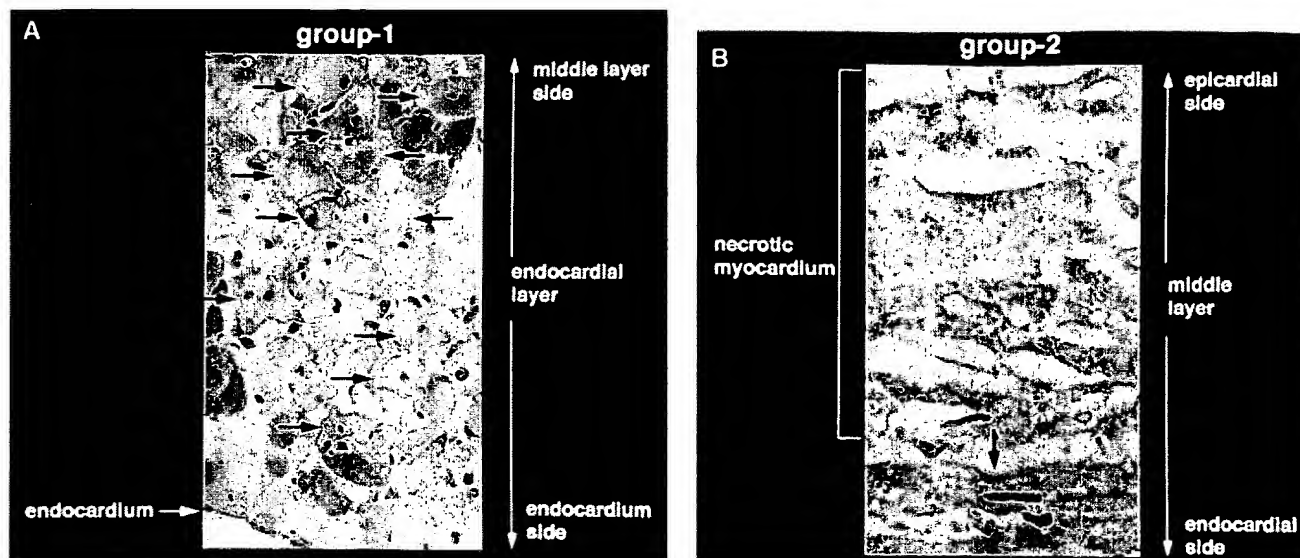 A
group-1
middle layer
side
endocardial
layer
endocardium
endocardium
side
B
group-2
epicardial
side
necrotic
myocardium
middle
layer
endocardial
side